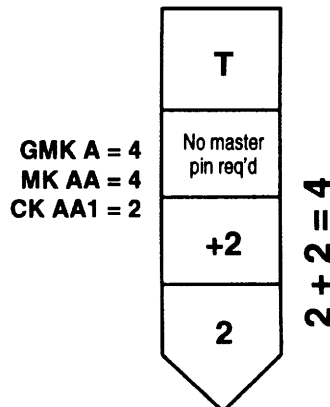 T
GMK A = 4
MK AA = 4
CK AA1 = 2
No master
pin req'd
+2
2
2 + 2 = 4